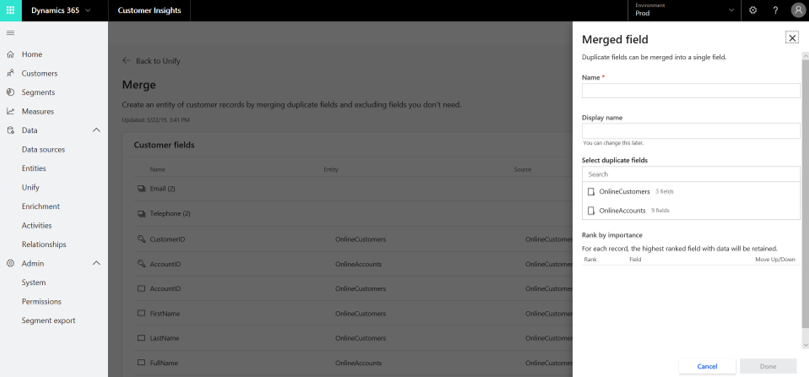 Dynamics 365
Customer Insights
Environment
Prod
?
Home
Customers
Segments
Measures
Data
Data sources
Entities
Unify
Enrichment
Activities
Relationships
Admin
System
Permissions
Segment export
Back to Unify
Merge
Create an entity of customer records by merging duplicate fields and excluding fields you don't need.
Updated: 5/22/19, 3:41 PM
Customer fields
Name Entity Source
Email (2)
Telephone (2)
CustomerID OnlineCustomers OnlineCustom
AccountID OnlineAccounts OnlineAccoun
AccountID OnlineCustomers OnlineCustom
FirstName OnlineCustomers OnlineCustom
LastName OnlineCustomers OnlineCustom
FullName OnlineAccounts OnlineAccoun
Merged field
Duplicate fields can be merged into a single field.
Name *
Display name
You can change this later.
Select duplicate fields
Search
OnlineCustomers 3 fields
OnlineAccounts 9 fields
Rank by importance
For each record, the highest ranked field with data will be retained.
Rank Field Move Up/Down
Cancel Done